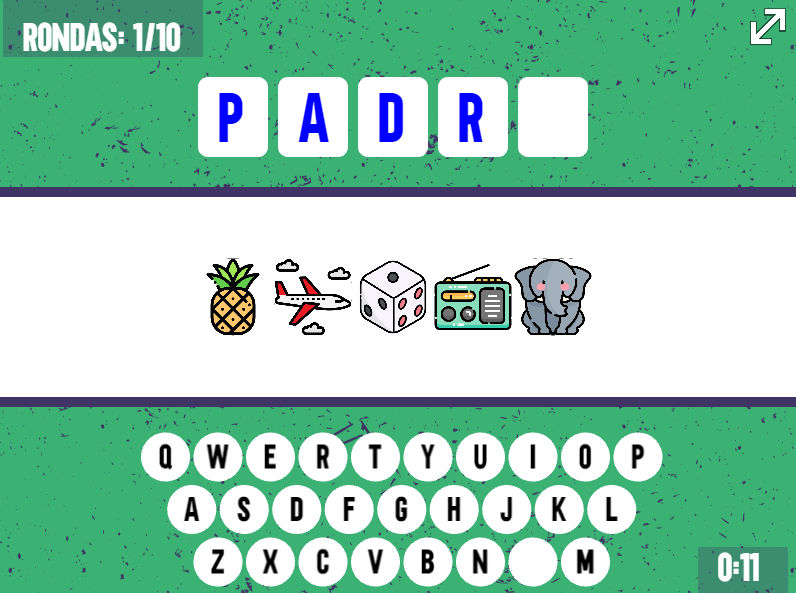 RONDAS: 1/10
P A D R
Q W E R T Y U I O P
A S D F G H J K L
Z X C V B N M
0:11